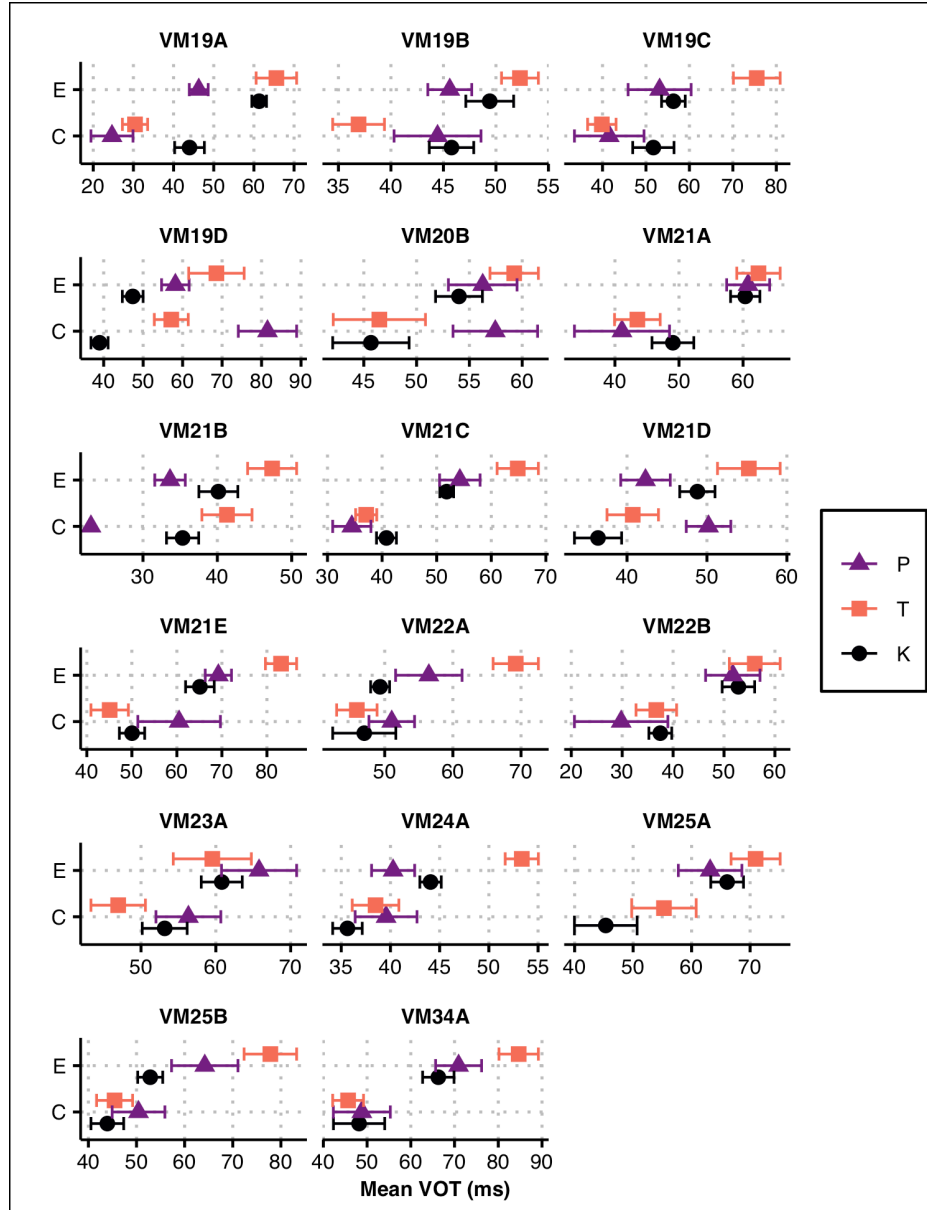 VM19A VM19B VM19C
E
C
20 30 40 50 60 70 35 40 45 50 55 40 50 60 70 80
VM19D VM20B VM21A
E
C
40 50 60 70 80 90 45 50 55 60 40 50 60
VM21B VM21C VM21D
E
C
30 40 50 30 40 50 60 70 40 50 60
P
T
K
VM21E VM22A VM22B
E
C
40 50 60 70 80 50 60 70 20 30 40 50 60
VM23A VM24A VM25A
E
C
50 60 70 35 40 45 50 55 40 50 60 70
VM25B VM34A
E
C
40 50 60 70 80 40 50 60 70 80 90
Mean VOT (ms)